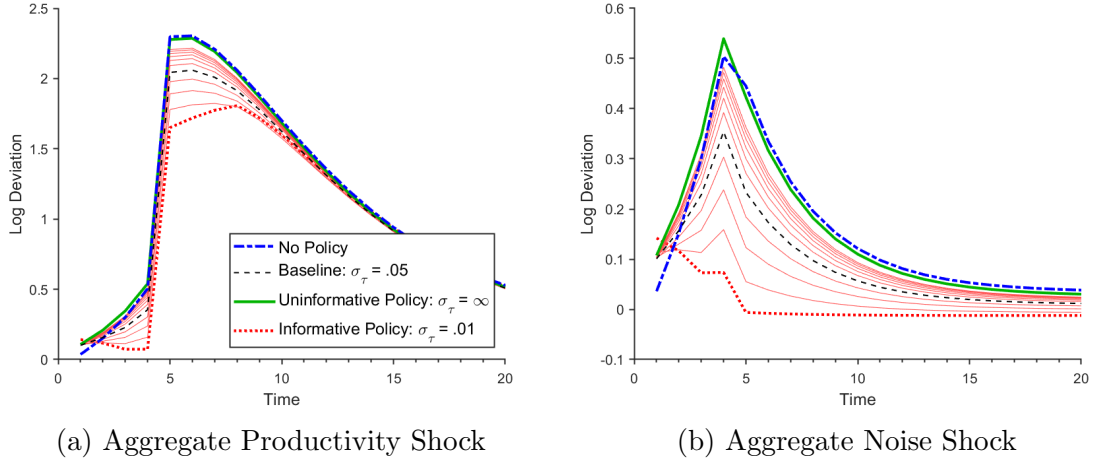 2.5
2
1.5
1
0.5
0
0
5
10
15
20
Log Deviation
Time
No Policy
Baseline: σ_τ = .05
Uninformative Policy: σ_τ = ∞
Informative Policy: σ_τ = .01
(a) Aggregate Productivity Shock
0.6
0.5
0.4
0.3
0.2
0.1
0
-0.1
0
5
10
15
20
Log Deviation
Time
(b) Aggregate Noise Shock